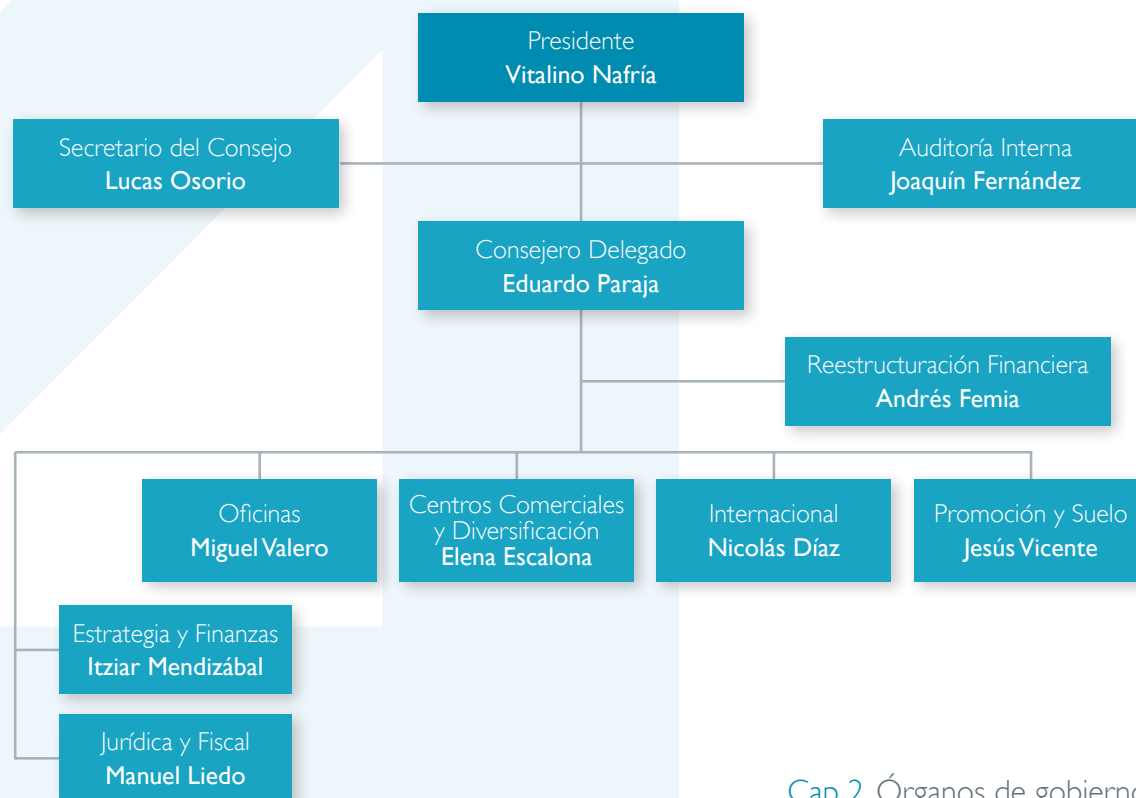 Presidente
Vitalino Nafría
Secretario del Consejo
Lucas Osorio
Auditoría Interna
Joaquín Fernández
Consejero Delegado
Eduardo Paraja
Reestructuración Financiera
Andrés Femia
Oficinas
Miguel Valero
Centros Comerciales
y Diversificación
Elena Escalona
Internacional
Nicolás Díaz
Promoción y Suelo
Jesús Vicente
Estrategia y Finanzas
Itziar Mendizábal
Jurídica y Fiscal
Manuel Liedo
Cap 2 Órganos de gobierno